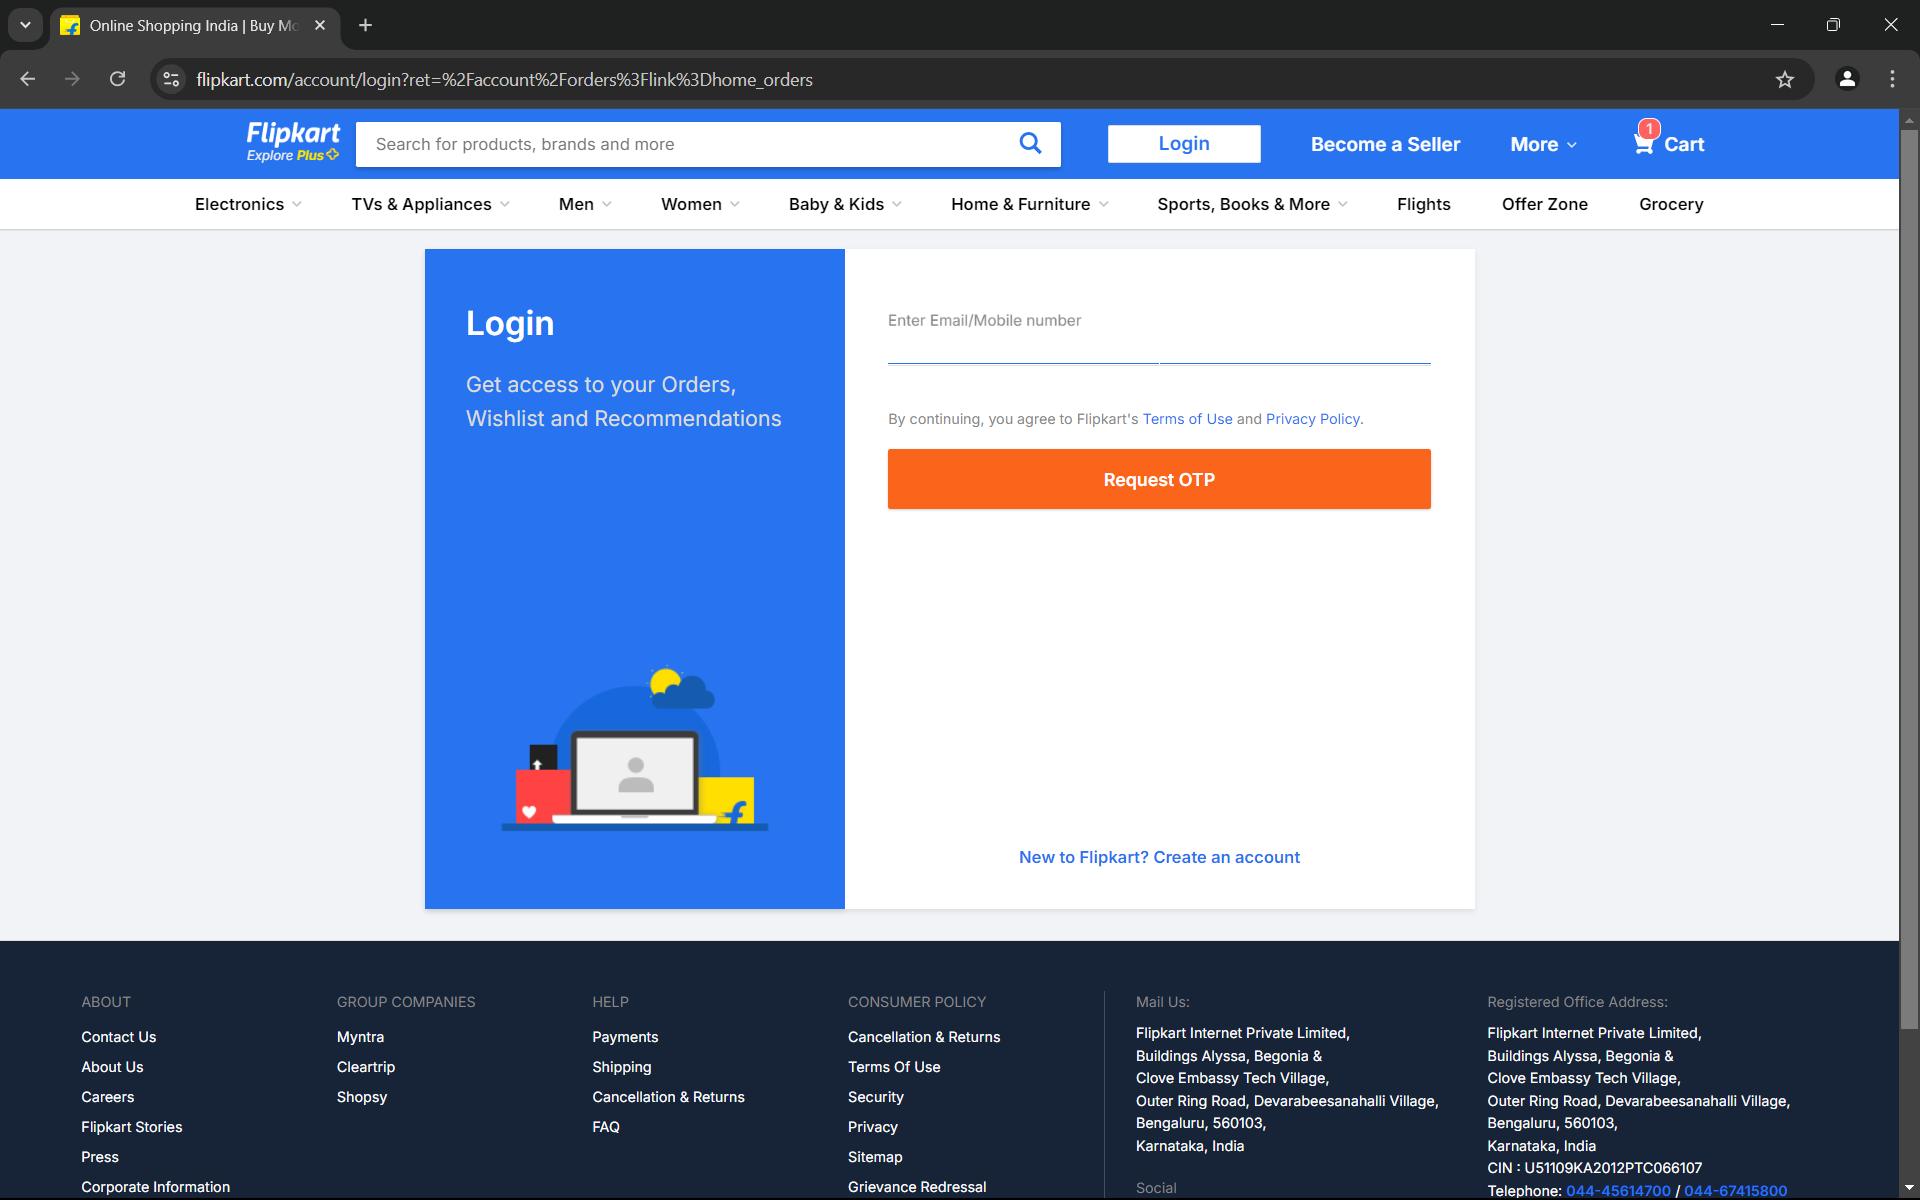 Online Shopping India | Buy Mo
flipkart.com/account/login?ret=%2Faccount%2Forders%3Flink%3Dhome_orders
Flipkart
Explore Plus
Search for products, brands and more
Login
Become a Seller
More
1
Cart
Electronics
TVs & Appliances
Men
Women
Baby & Kids
Home & Furniture
Sports, Books & More
Flights
Offer Zone
Grocery
Login
Get access to your Orders,
Wishlist and Recommendations
Enter Email/Mobile number
By continuing, you agree to Flipkart's Terms of Use and Privacy Policy.
Request OTP
New to Flipkart? Create an account
ABOUT
Contact Us
About Us
Careers
Flipkart Stories
Press
Corporate Information
GROUP COMPANIES
Myntra
Cleartrip
Shopsy
HELP
Payments
Shipping
Cancellation & Returns
FAQ
CONSUMER POLICY
Cancellation & Returns
Terms Of Use
Security
Privacy
Sitemap
Grievance Redressal
Mail Us:
Flipkart Internet Private Limited,
Buildings Alyssa, Begonia &
Clove Embassy Tech Village,
Outer Ring Road, Devarabeesanahalli Village,
Bengaluru, 560103,
Karnataka, India
Social
Registered Office Address:
Flipkart Internet Private Limited,
Buildings Alyssa, Begonia &
Clove Embassy Tech Village,
Outer Ring Road, Devarabeesanahalli Village,
Bengaluru, 560103,
Karnataka, India
CIN : U51109KA2012PTC066107
Telephone: 044-45614700 / 044-67415800